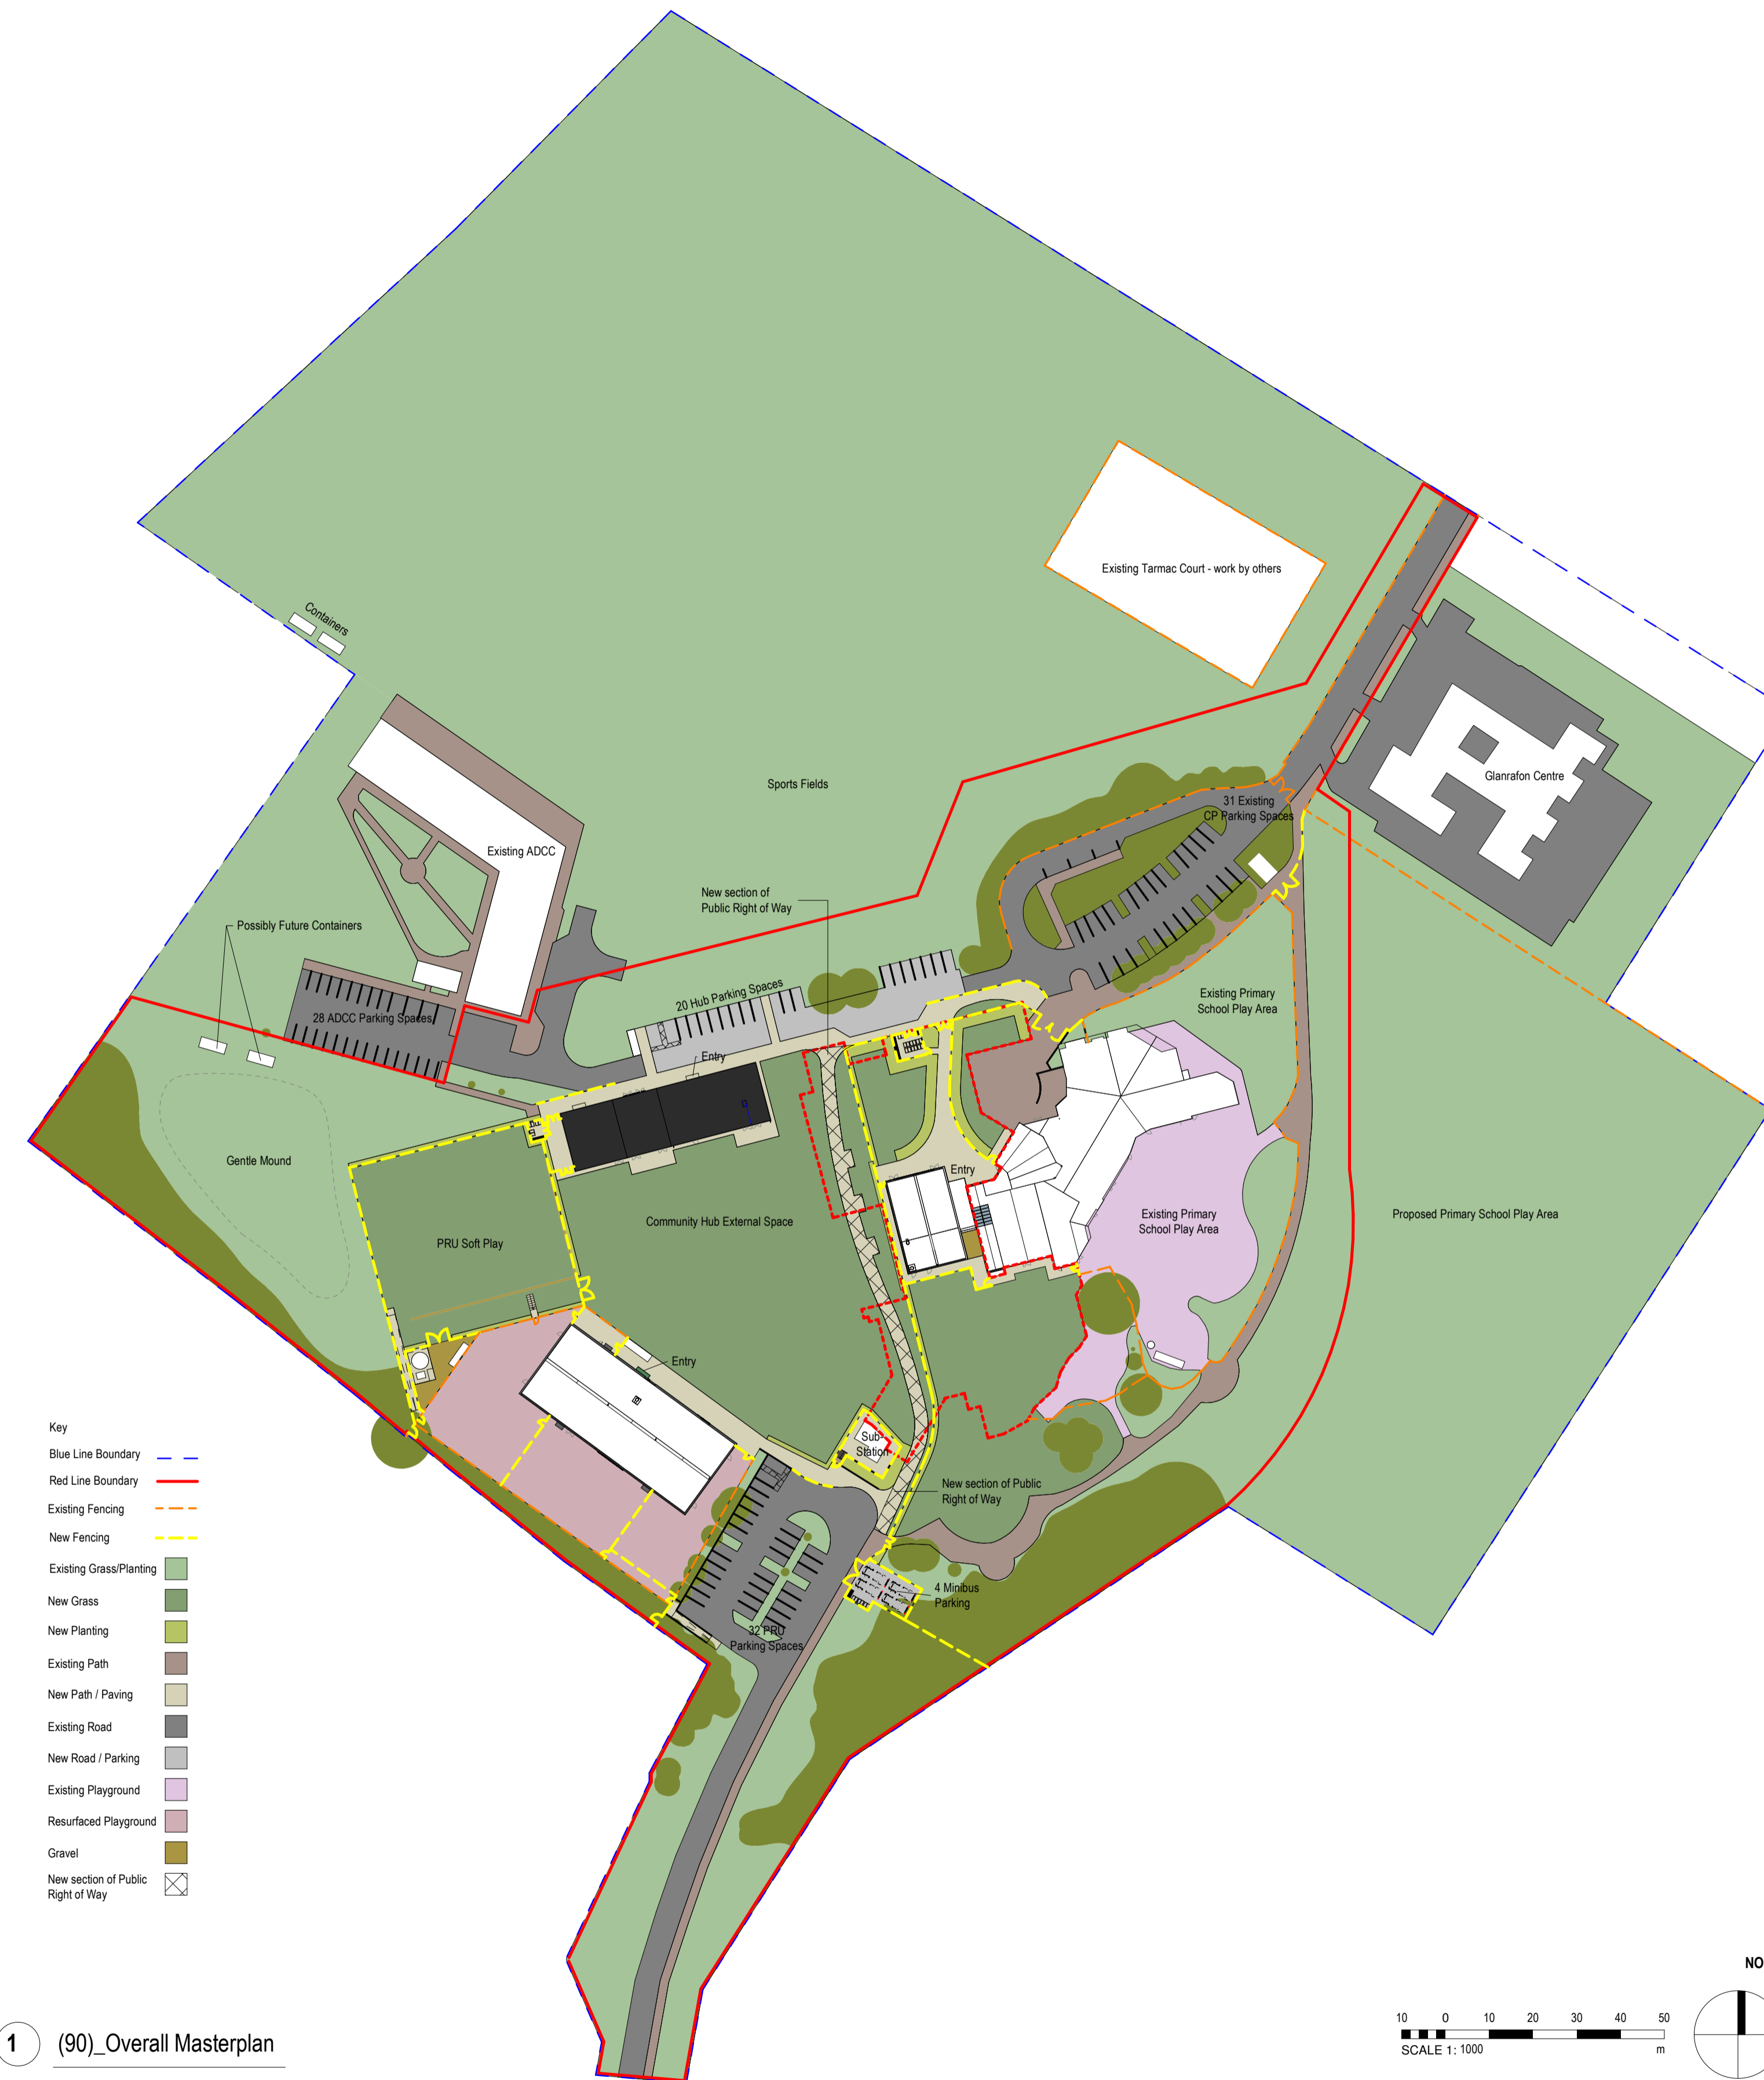 Existing Tarmac Court - work by others
Containers
Glanrafon Centre
Sports Fields
31 Existing
CP Parking Spaces
Existing ADCC
New section of
Public Right of Way
Possibly Future Containers
20 Hub Parking Spaces
Existing Primary
School Play Area
28 ADCC Parking Spaces
Entry
Gentle Mound
Entry
Community Hub External Space
Existing Primary
School Play Area
Proposed Primary School Play Area
PRU Soft Play
Entry
Sub-
Station
New section of Public
Right of Way
4 Minibus
Parking
32 PRU
Parking Spaces
Key
Blue Line Boundary
Red Line Boundary
Existing Fencing
New Fencing
Existing Grass/Planting
New Grass
New Planting
Existing Path
New Path / Paving
Existing Road
New Road / Parking
Existing Playground
Resurfaced Playground
Gravel
New section of Public
Right of Way
NO
10 0 10 20 30 40 50
SCALE 1: 1000 m
1 (90)_Overall Masterplan